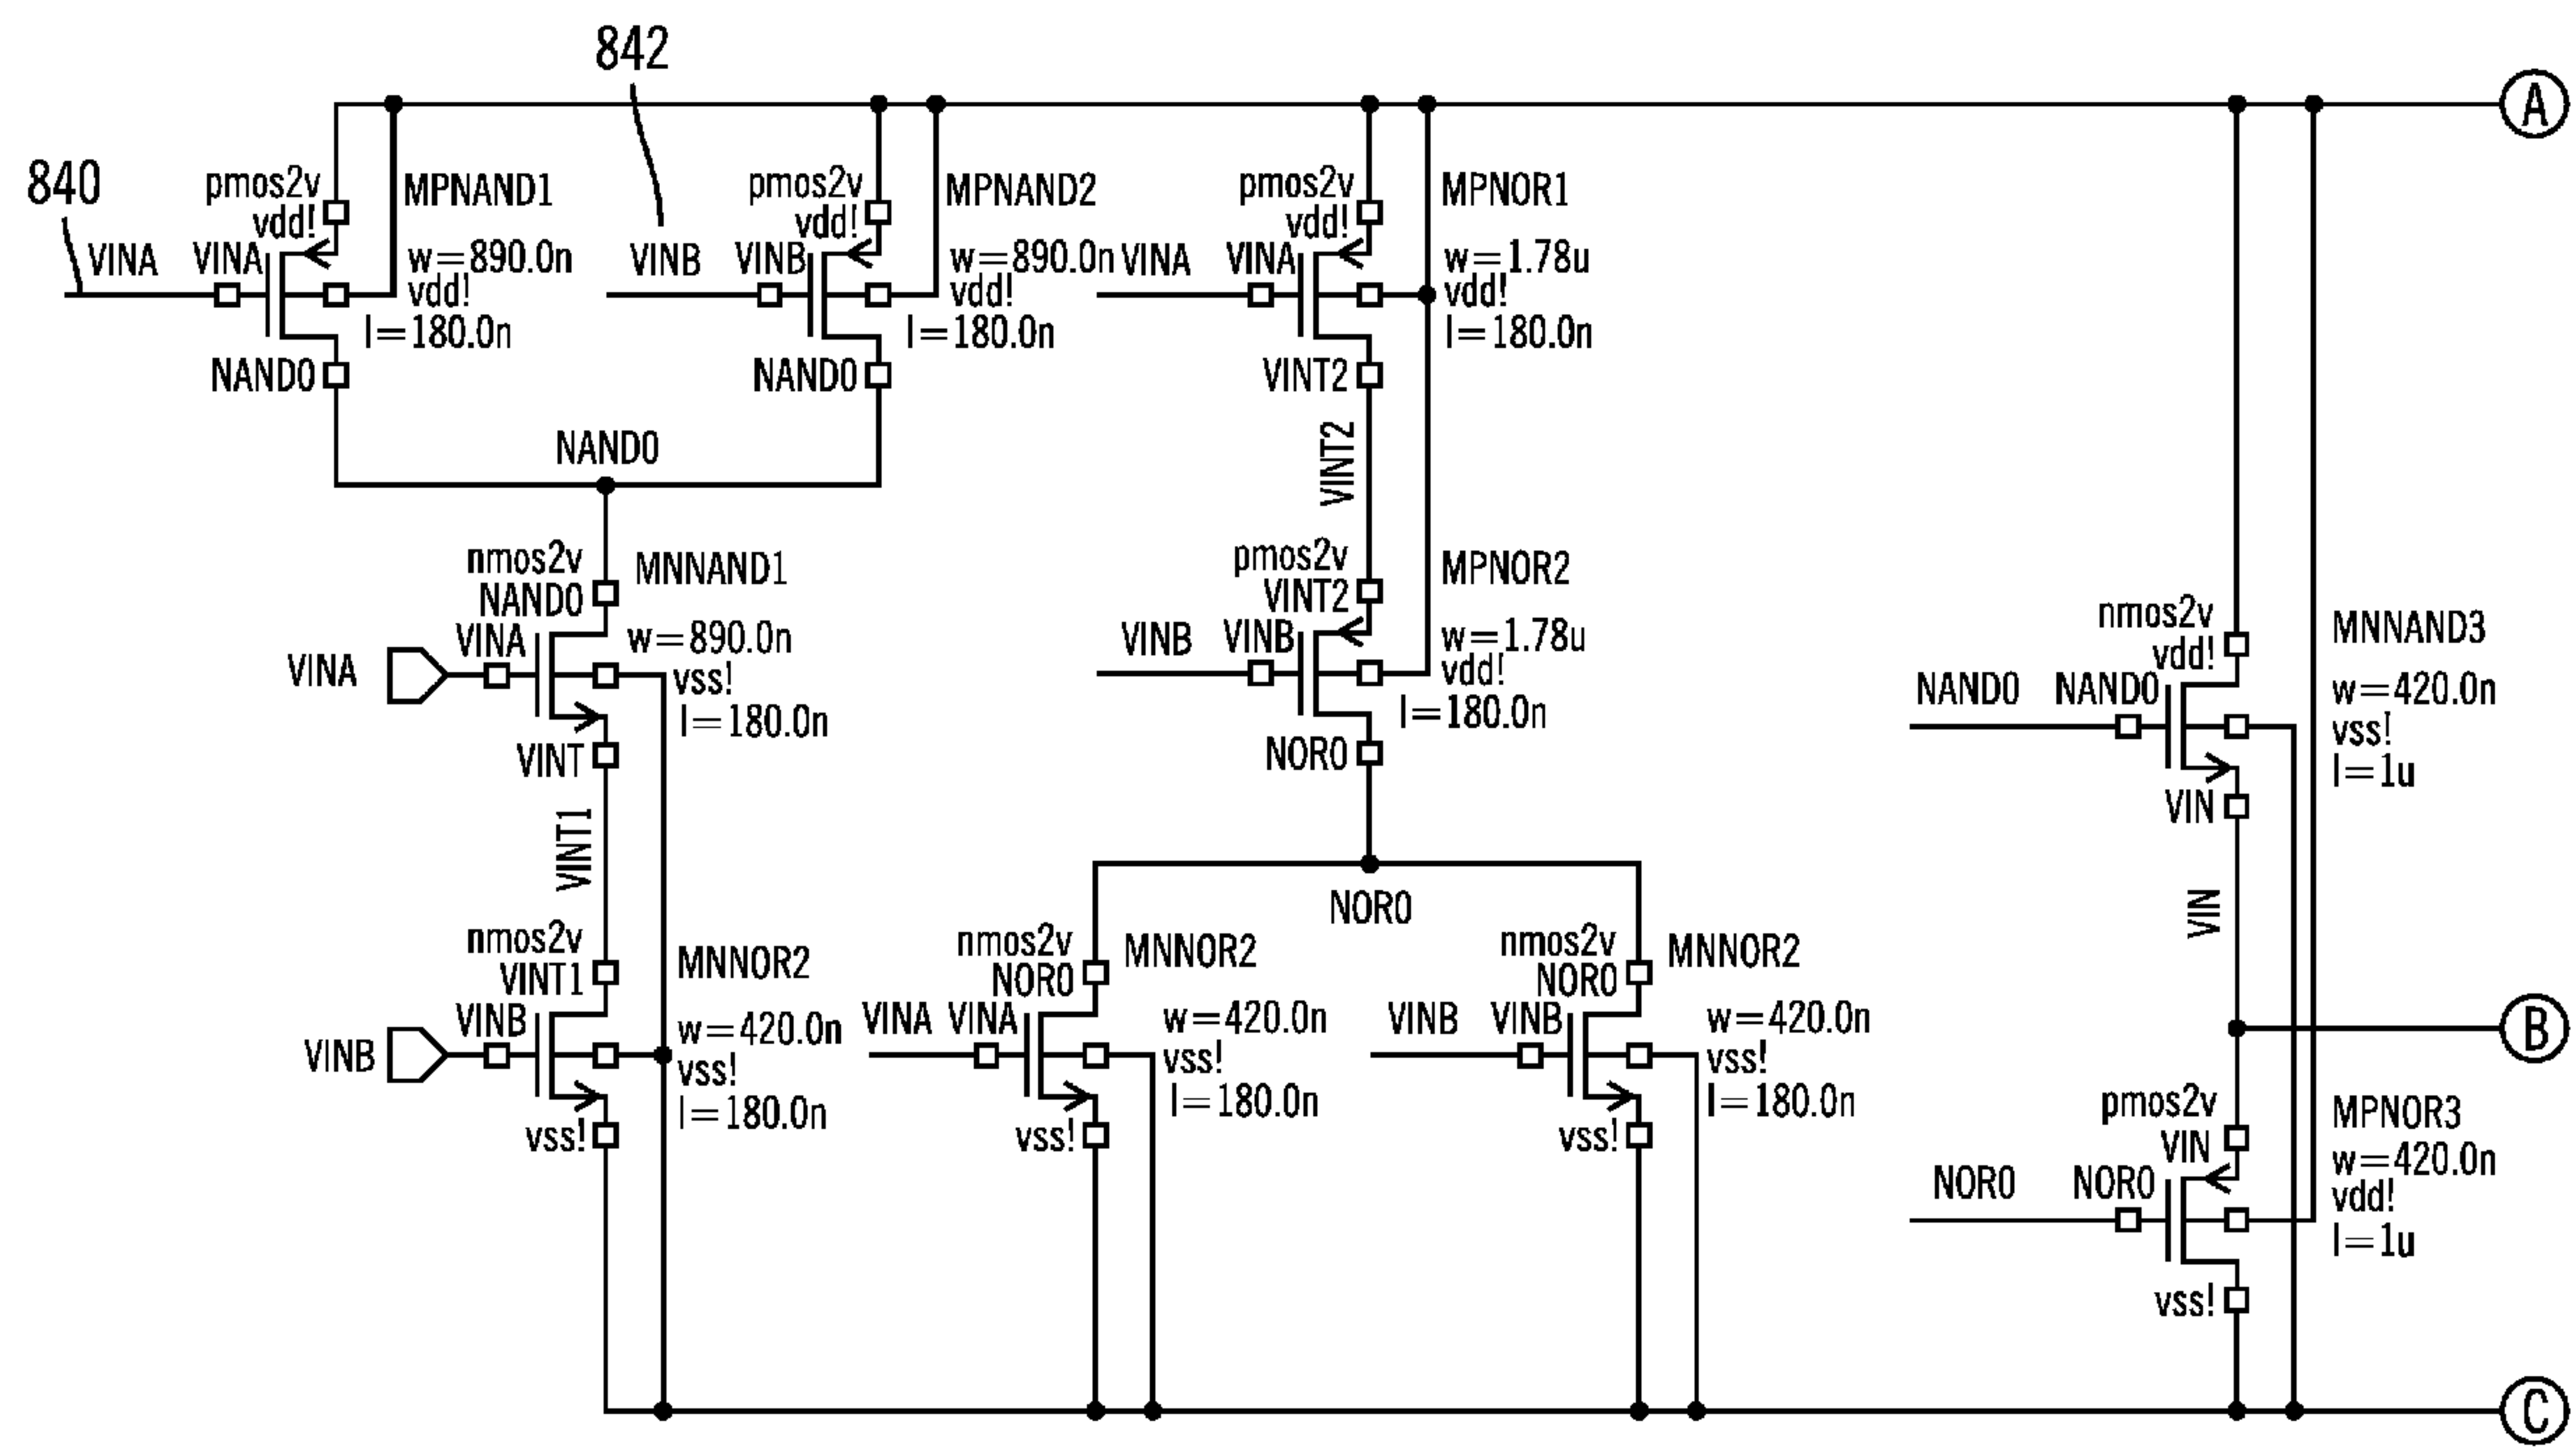 842
A
840
pmos2v
vdd!
MPNAND1
VINA
VINA
w=890.0n
vdd!
l=180.0n
NAND0
pmos2v
vdd!
MPNAND2
VINB
VINB
w=890.0n
vdd!
l=180.0n
NAND0
pmos2v
vdd!
MPNOR1
VINA
VINA
w=1.78u
vdd!
l=180.0n
VINT2
NAND0
VINT2
nmos2v
NAND0
MNNAND1
VINA
VINA
w=890.0n
vss!
l=180.0n
VINT
VINT1
pmos2v
VINT2
MPNOR2
VINB
VINB
w=1.78u
vdd!
l=180.0n
NOR0
NOR0
nmos2v
vdd!
MNNAND3
NAND0
NAND0
w=420.0n
vss!
l=1u
VIN
VIN
nmos2v
VINT1
MNNOR2
VINB
VINB
w=420.0n
vss!
l=180.0n
vss!
nmos2v
NOR0
MNNOR2
VINA
VINA
w=420.0n
vss!
l=180.0n
vss!
nmos2v
NOR0
MNNOR2
VINB
VINB
w=420.0n
vss!
l=180.0n
vss!
B
pmos2v
VIN
MPNOR3
NOR0
NOR0
w=420.0n
vdd!
l=1u
vss!
C